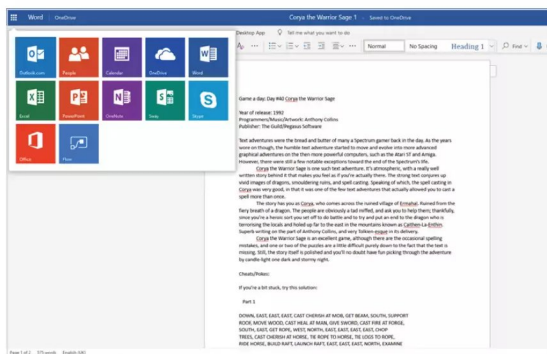 Word OneDrive Corya the Warrior Sage 1 - Saved to OneDrive
Desktop App Tell me what you want to do
Normal No Spacing Heading 1 Find
Outlook.com People Calendar OneDrive Word
Excel PowerPoint OneNote Sway Skype
Office Flow
Game a day: Day #40 Corya the Warrior Sage
Year of release: 1992
Programmer/Music/Artwork: Anthony Collins
Publisher: The Guild/Pegasus Software
Text adventures were the bread and butter of many a Spectrum gamer back in the day. As the years
wore on though, the humble text adventure started to move and evolve into more advanced
graphical adventures on the then more powerful computers, such as the Atari ST and Amiga.
However, there were still a few notable exceptions toward the end of the Spectrum's life.
Corya the Warrior Sage is one such text adventure. It's atmospheric, with a really well
written story behind it that makes you feel as if you're actually there. The strong text conjures up
vivid images of dragons, smouldering ruins, and spell casting. Speaking of which, the spell casting in
Corya was very good, in that it was one of the few text adventures that actually allowed you to cast a
spell more than once.
The story has you as Corya, who comes across the ruined village of Ermahal. Ruined from the
fiery breath of a dragon. The people are obviously a tad miffed, and ask you to help them; thankfully,
since you're a heroic sort you set off to do battle and to try and put an end to the dragon who is
terrorising the locals and holed up far to the east in the mountains known as
Superb writing on the part of Anthony Collins, and very Tolkien esque in its delivery.
Corya the Warrior Sage is an excellent game, although there are the occasional spelling
mistakes, and one or two of the puzzles are a little difficult purely down to the fact that the text is
missing. Still, the story itself is polished and you'll no doubt have fun picking through the adventure
by candle light one dark and stormy night.
Cheats/Pokes:
If you're a bit stuck, try this solution:
Part 1
DOWN, EAST, EAST, EAST, CAST CHERISH AT MOB, GET BEAM, SOUTH, SUPPORT
ROOF, MOVE WOOD, CAST HEAL AT MAN, GIVE SWORD, CAST FIRE AT FORGE,
SOUTH, EAST, GET ROPE, WEST, NORTH, EAST, EAST, EAST, EAST, CHOP
TREES, CAST CHERISH AT HORSE, TIE ROPE TO HORSE, TIE LOGS TO ROPE,
RIDE HORSE, BUILD RAFT, LAUNCH RAFT, EAST, EAST, EAST, NORTH, EXAMINE
Page 1 of 2 575 words English (UK)